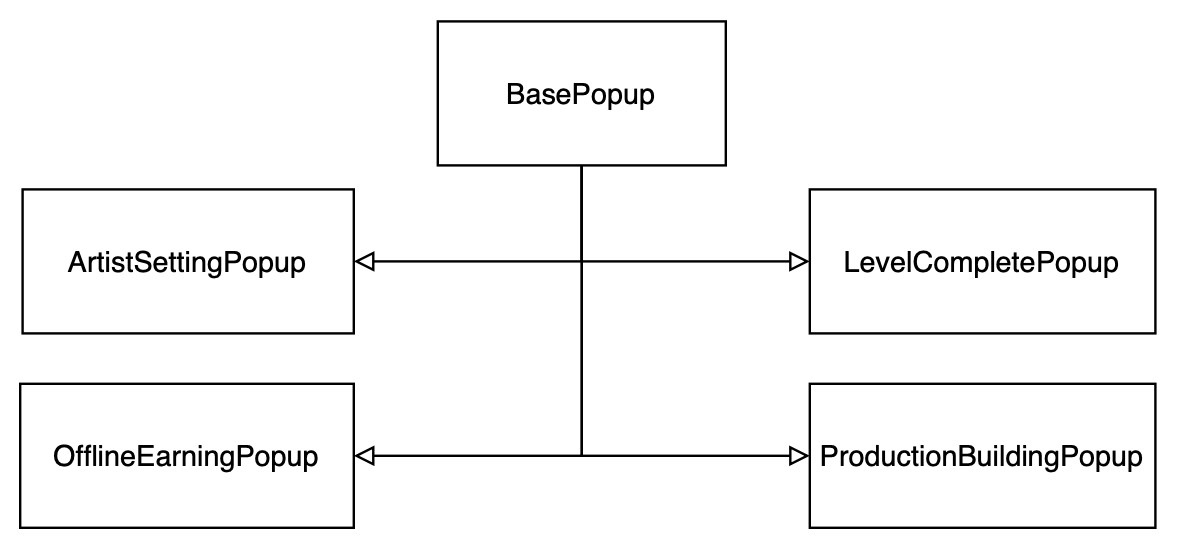 BasePopup
ArtistSettingPopup
LevelCompletePopup
OfflineEarningPopup
ProductionBuildingPopup